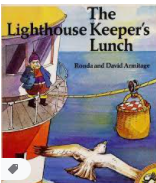 The
Lighthouse Keeper's
Lunch
Ronda and David Armitage